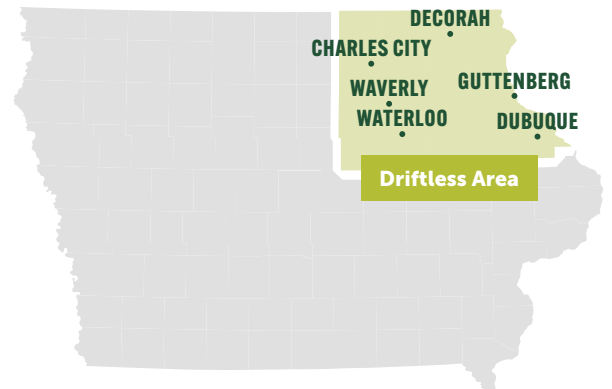 DECORAH
CHARLES CITY
WAVERLY
GUTTENBERG
WATERLOO
DUBUQUE
Driftless Area